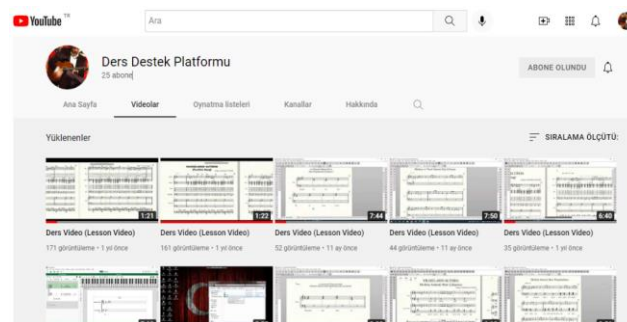 YouTube TR
Ara
Ders Destek Platformu
25 abone
ABONE OLUNDU
Ana Sayfa Videolar Oynatma listeleri Kanallar Hakkında
Yüklenenler
SIRALAMA ÖLÇÜTÜ:
1:21 1:22 7:44 7:50 6:40
Ders Video (Lesson Video) Ders Video (Lesson Video) Ders Video (Lesson Video) Ders Video (Lesson Video) Ders Video (Lesson Video)
171 görüntüleme • 1 yıl önce 161 görüntüleme • 1 yıl önce 52 görüntüleme • 11 ay önce 44 görüntüleme • 11 ay önce 35 görüntüleme • 1 yıl önce